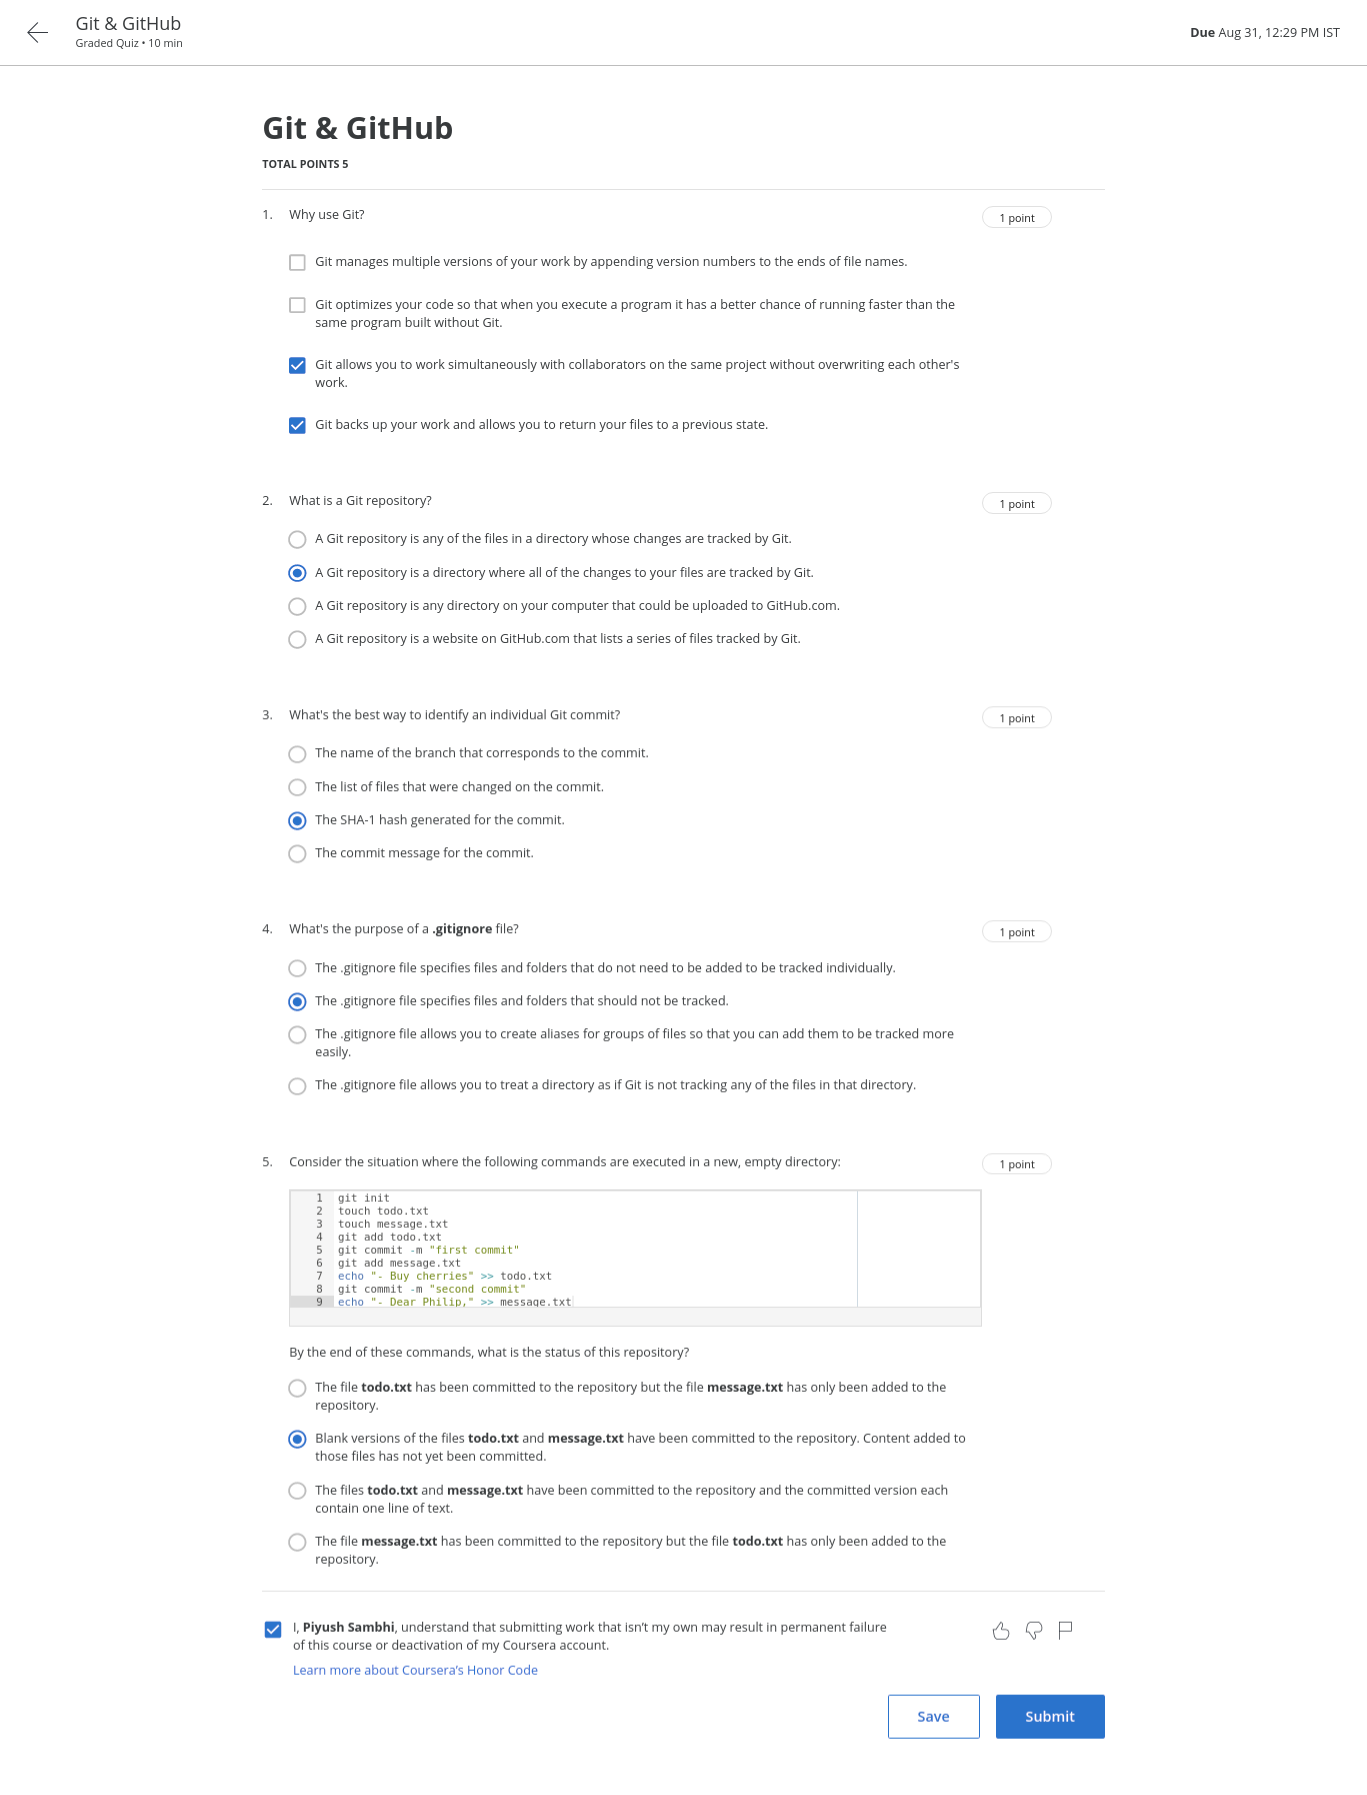 Git & GitHub
Graded Quiz • 10 min
Due Aug 31, 12:29 PM IST
Git & GitHub
TOTAL POINTS 5
1. Why use Git?
1 point
Git manages multiple versions of your work by appending version numbers to the ends of file names.
Git optimizes your code so that when you execute a program it has a better chance of running faster than the
same program built without Git.
Git allows you to work simultaneously with collaborators on the same project without overwriting each other's
work.
Git backs up your work and allows you to return your files to a previous state.
2. What is a Git repository?
1 point
A Git repository is any of the files in a directory whose changes are tracked by Git.
A Git repository is a directory where all of the changes to your files are tracked by Git.
A Git repository is any directory on your computer that could be uploaded to GitHub.com.
A Git repository is a website on GitHub.com that lists a series of files tracked by Git.
3. What's the best way to identify an individual Git commit?
1 point
The name of the branch that corresponds to the commit.
The list of files that were changed on the commit.
The SHA-1 hash generated for the commit.
The commit message for the commit.
4. What's the purpose of a .gitignore file?
1 point
The .gitignore file specifies files and folders that do not need to be added to be tracked individually.
The .gitignore file specifies files and folders that should not be tracked.
The .gitignore file allows you to create aliases for groups of files so that you can add them to be tracked more
easily.
The .gitignore file allows you to treat a directory as if Git is not tracking any of the files in that directory.
5. Consider the situation where the following commands are executed in a new, empty directory:
1 point
1 git init
2 touch todo.txt
3 touch message.txt
4 git add todo.txt
5 git commit -m "first commit"
6 git add message.txt
7 echo "- Buy cherries" >> todo.txt
8 git commit -m "second commit"
9 echo "- Dear Philip," >> message.txt
By the end of these commands, what is the status of this repository?
The file todo.txt has been committed to the repository but the file message.txt has only been added to the
repository.
Blank versions of the files todo.txt and message.txt have been committed to the repository. Content added to
those files has not yet been committed.
The files todo.txt and message.txt have been committed to the repository and the committed version each
contain one line of text.
The file message.txt has been committed to the repository but the file todo.txt has only been added to the
repository.
I, Piyush Sambhi, understand that submitting work that isn’t my own may result in permanent failure
of this course or deactivation of my Coursera account.
Learn more about Coursera’s Honor Code
Save
Submit